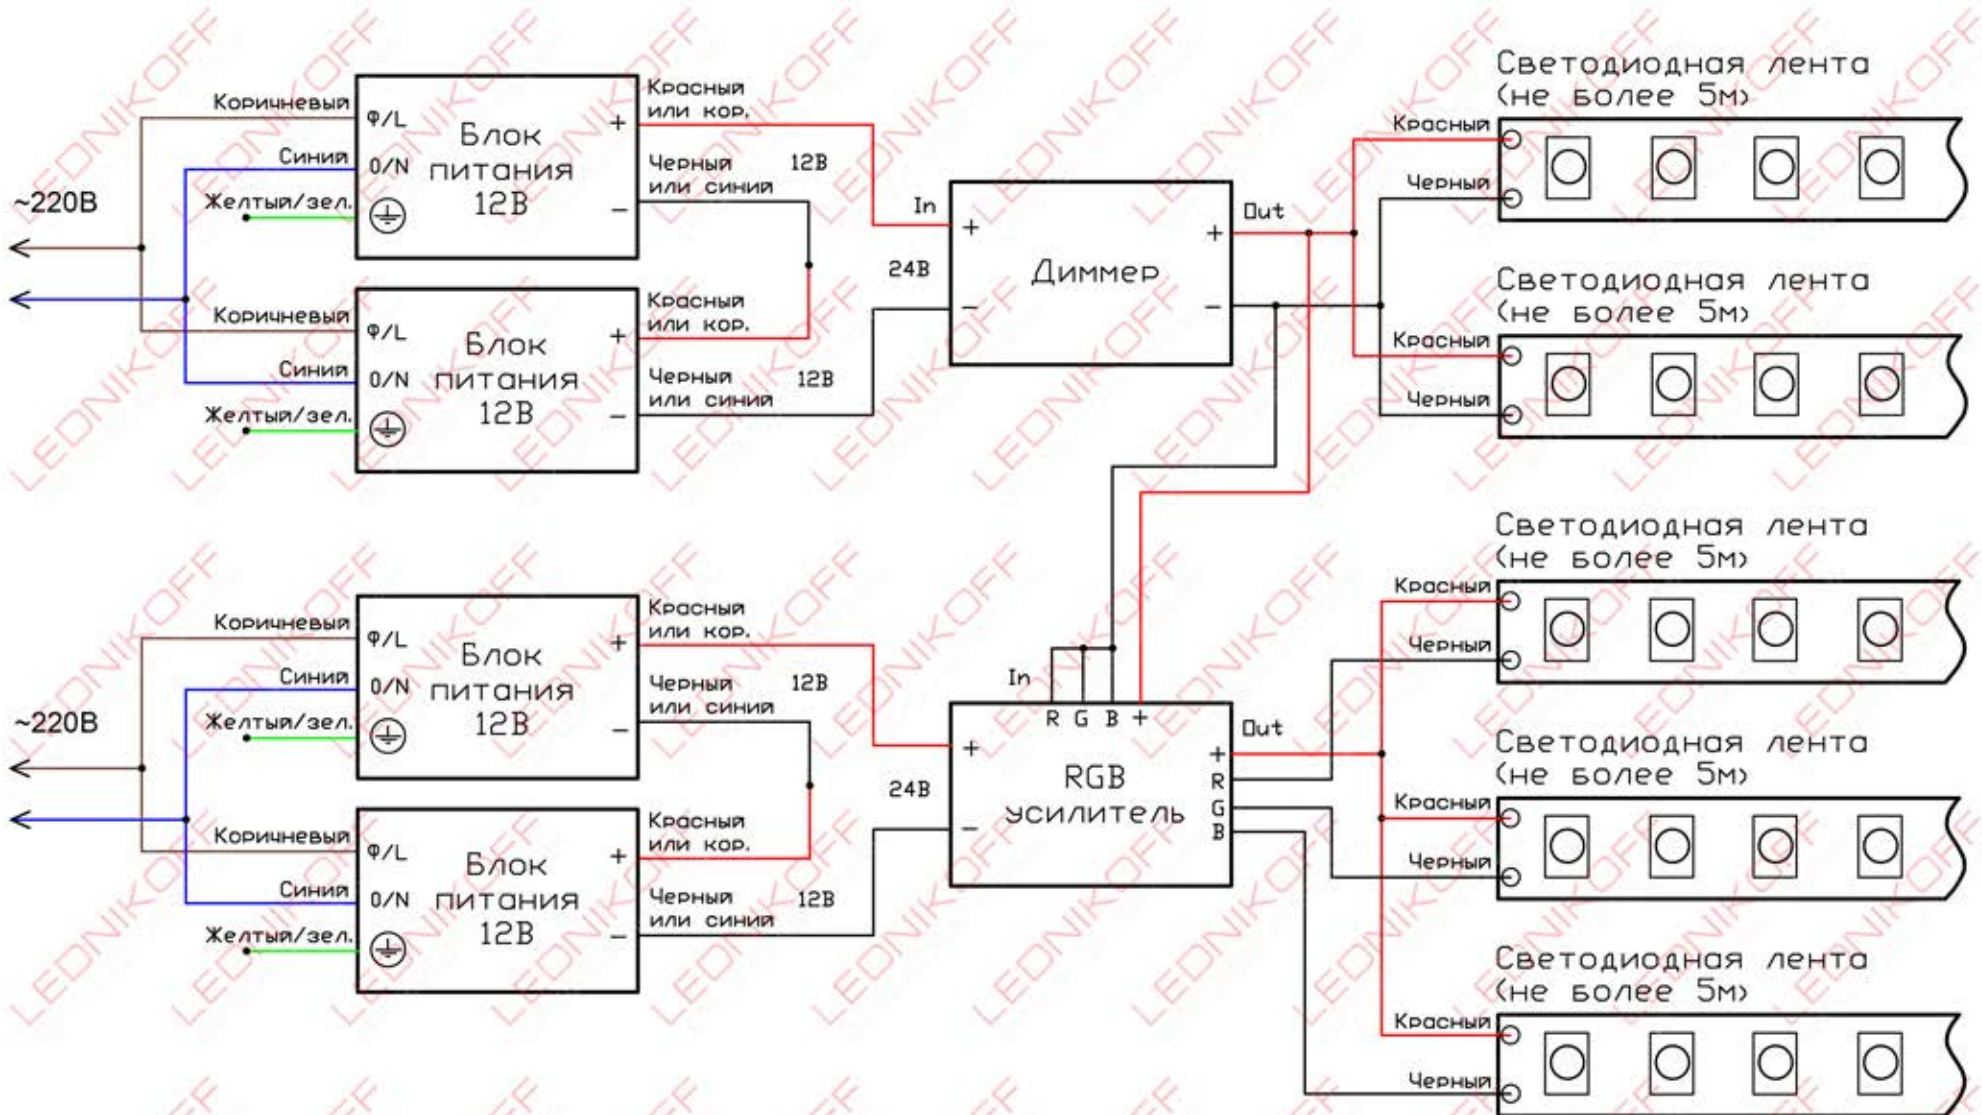 Коричневый
Синий
Желтый/зел.
~220В
Ф/L
0/N
Блок
питания
12В
+
−
Красный
или кор.
Черный
или синий
12В
Коричневый
Синий
Желтый/зел.
Ф/L
0/N
Блок
питания
12В
+
−
Красный
или кор.
Черный
или синий
12В
24В
In
+
−
Диммер
Out
+
−
Светодиодная лента
(не более 5м)
Красный
Черный
Светодиодная лента
(не более 5м)
Красный
Черный
Коричневый
Синий
Желтый/зел.
~220В
Ф/L
0/N
Блок
питания
12В
+
−
Красный
или кор.
Черный
или синий
12В
Коричневый
Синий
Желтый/зел.
Ф/L
0/N
Блок
питания
12В
+
−
Красный
или кор.
Черный
или синий
12В
24В
In
R G B +
+
−
RGB
усилитель
Out
+
R
G
B
Светодиодная лента
(не более 5м)
Красный
Черный
Светодиодная лента
(не более 5м)
Красный
Черный
Светодиодная лента
(не более 5м)
Красный
Черный
LEDNIKOFF